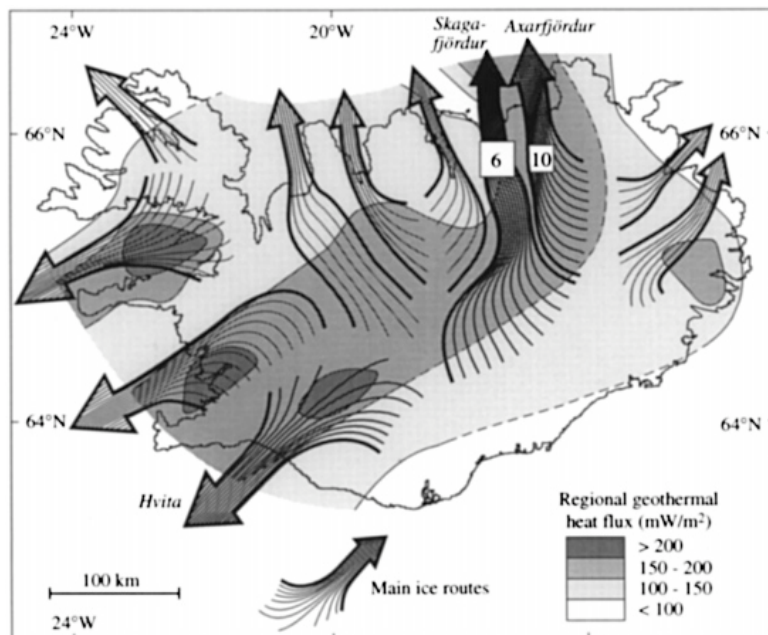 24°W
20°W
Skaga-
fjördur
Axarfjördur
66°N
66°N
6
10
64°N
64°N
Hvita
Regional geothermal
heat flux (mW/m²)
> 200
150 - 200
100 - 150
< 100
100 km
Main ice routes
24°W